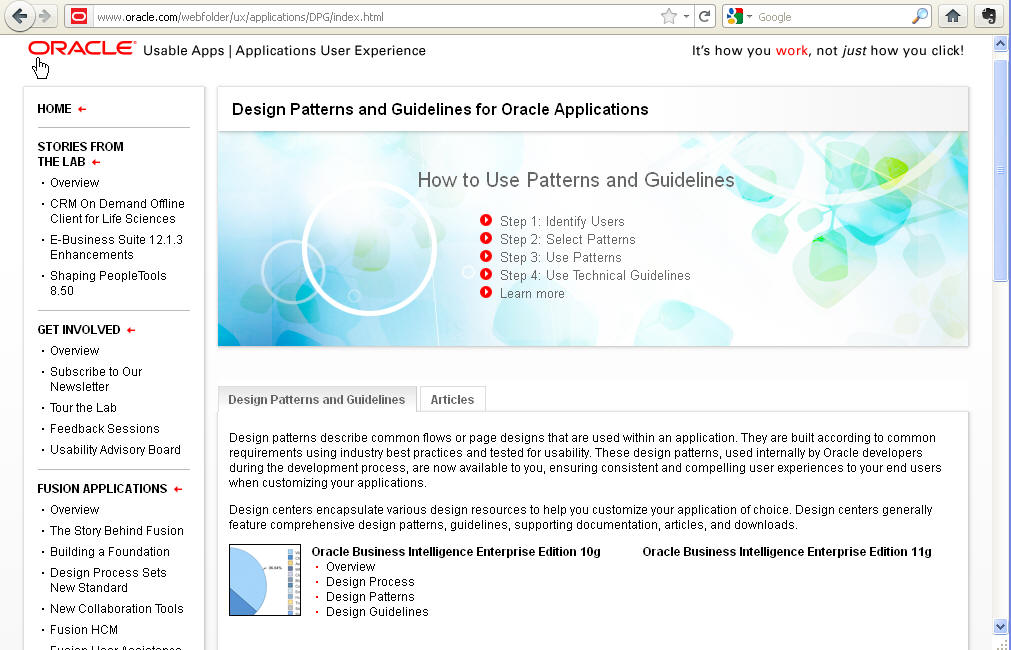 www.oracle.com/webfolder/ux/applications/DPG/index.html
Google
ORACLE Usable Apps | Applications User Experience
It's how you work, not just how you click!
HOME
STORIES FROM
THE LAB
Overview
CRM On Demand Offline
Client for Life Sciences
E-Business Suite 12.1.3
Enhancements
Shaping PeopleTools
8.50
GET INVOLVED
Overview
Subscribe to Our
Newsletter
Tour the Lab
Feedback Sessions
Usability Advisory Board
FUSION APPLICATIONS
Overview
The Story Behind Fusion
Building a Foundation
Design Process Sets
New Standard
New Collaboration Tools
Fusion HCM
Fusion User Assistance
Design Patterns and Guidelines for Oracle Applications
How to Use Patterns and Guidelines
Step 1: Identify Users
Step 2: Select Patterns
Step 3: Use Patterns
Step 4: Use Technical Guidelines
Learn more
Design Patterns and Guidelines
Articles
Design patterns describe common flows or page designs that are used within an application. They are built according to common
requirements using industry best practices and tested for usability. These design patterns, used internally by Oracle developers
during the development process, are now available to you, ensuring consistent and compelling user experiences to your end users
when customizing your applications.
Design centers encapsulate various design resources to help you customize your application of choice. Design centers generally
feature comprehensive design patterns, guidelines, supporting documentation, articles, and downloads.
Oracle Business Intelligence Enterprise Edition 10g
Overview
Design Process
Design Patterns
Design Guidelines
Oracle Business Intelligence Enterprise Edition 11g